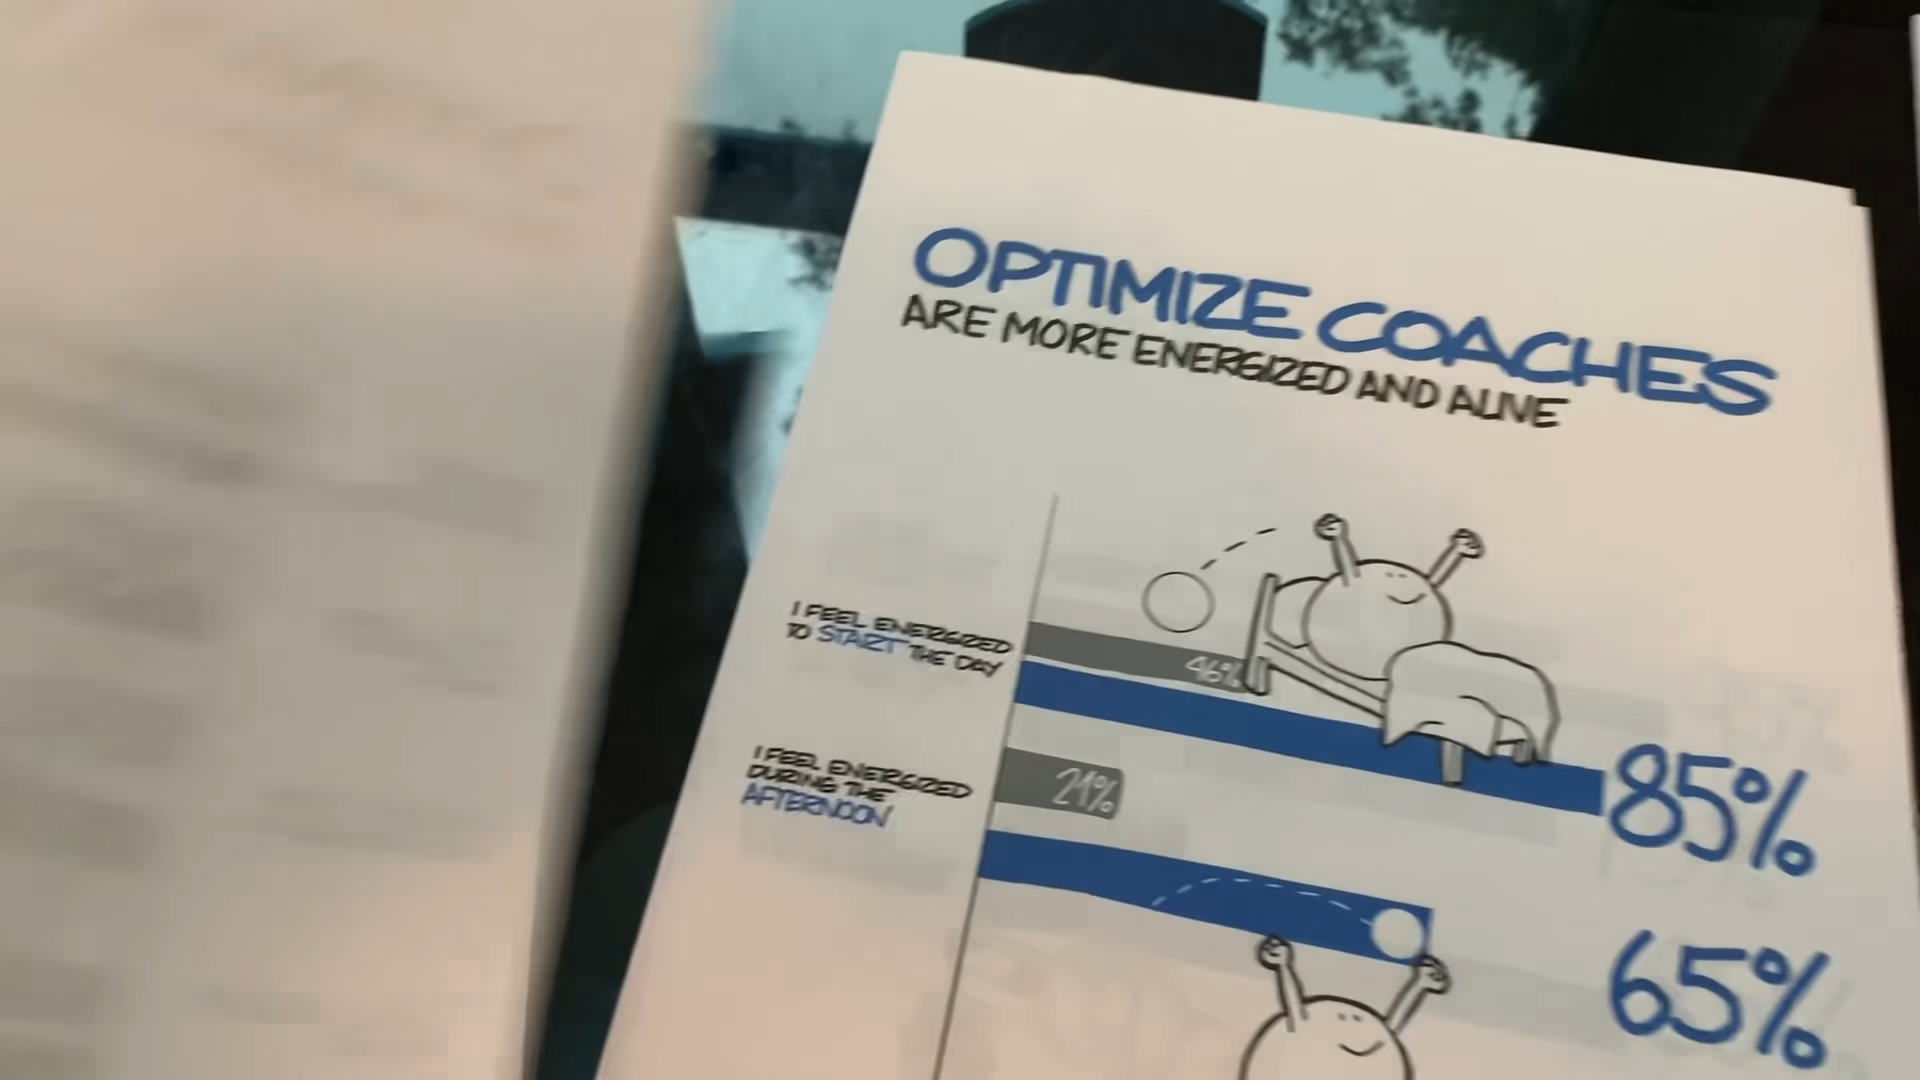 OPTIMIZE COACHES
ARE MORE ENERGIZED AND ALIVE
I FEEL ENERGIZED
TO START THE DAY
46%
85%
I FEEL ENERGIZED
DURING THE
AFTERNOON
21%
65%